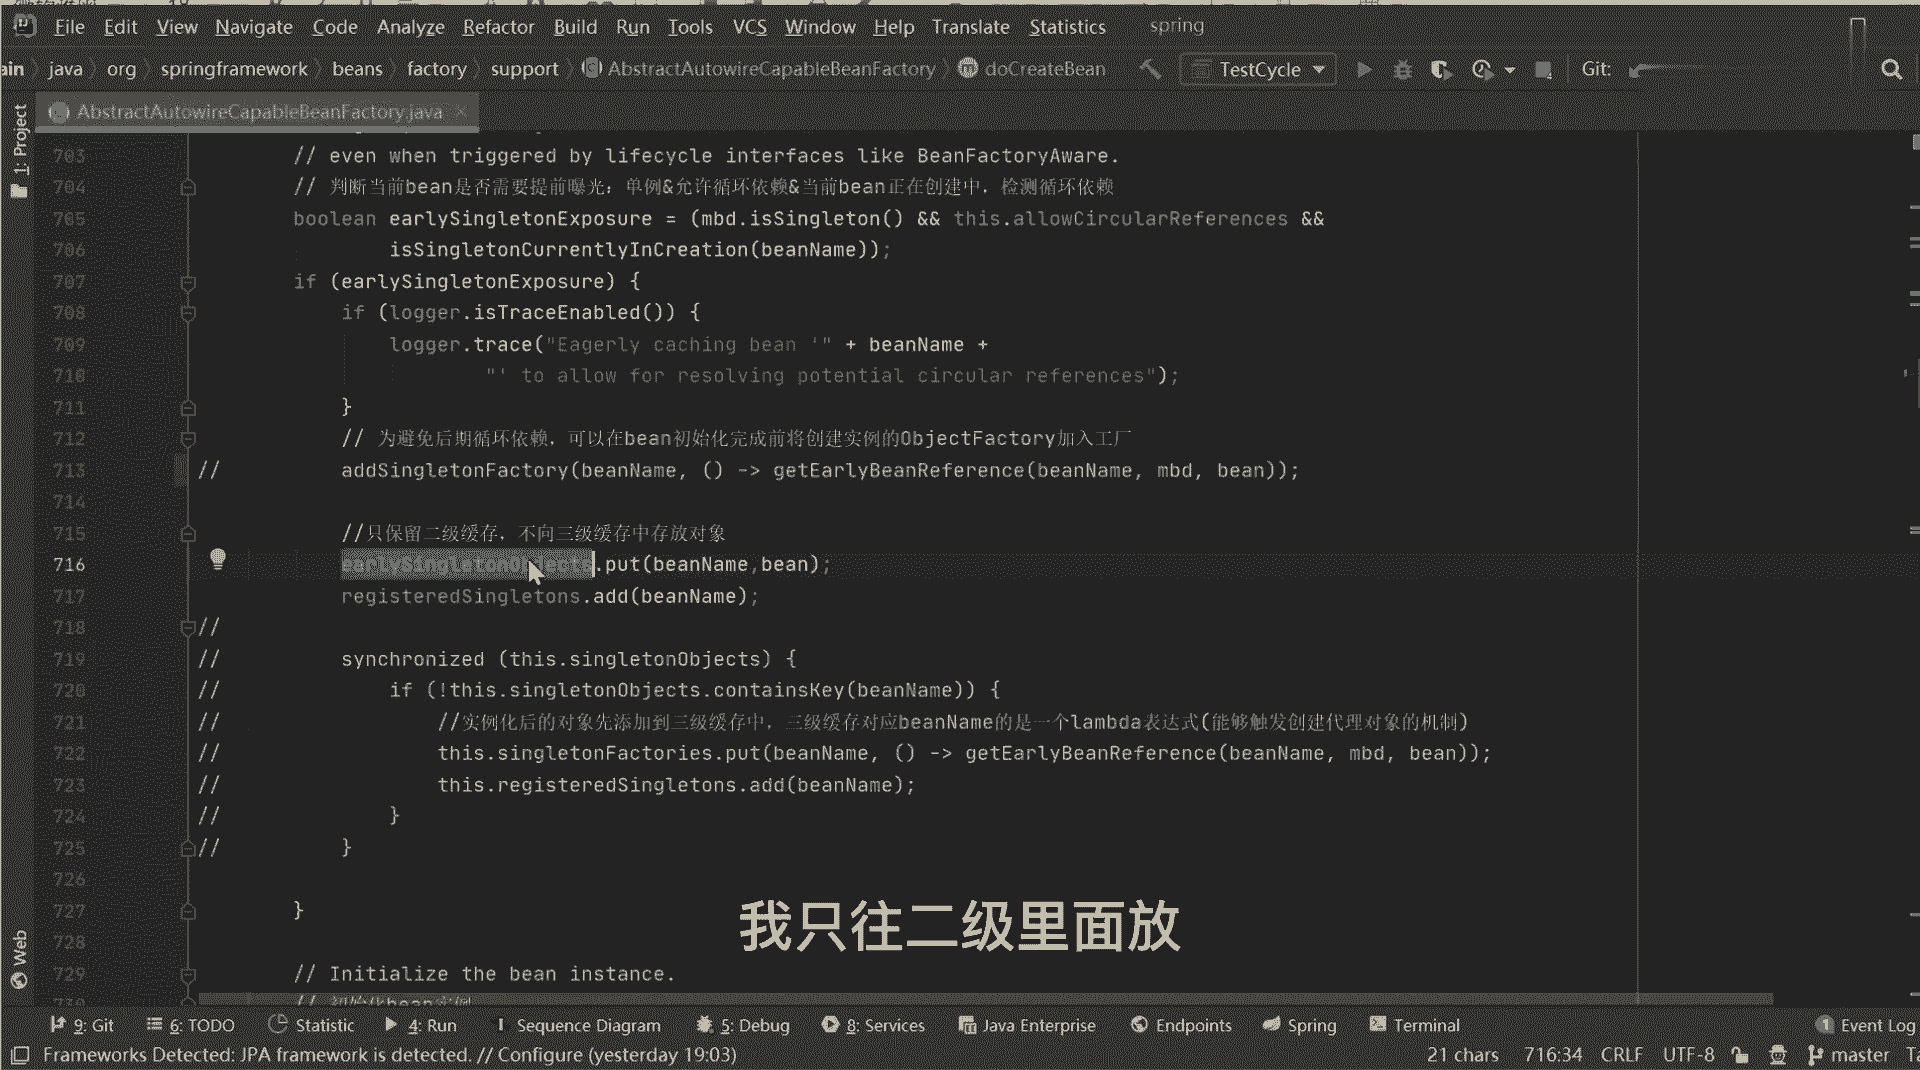 File Edit View Navigate Code Analyze Refactor Build Run Tools VCS Window Help Translate Statistics spring
ain java org springframework beans factory support AbstractAutowireCapableBeanFactory doCreateBean TestCycle Git:
AbstractAutowireCapableBeanFactory.java
1: Project
703 // even when triggered by lifecycle interfaces like BeanFactoryAware.
704 // 判断当前bean是否需要提前曝光：单例&允许循环依赖&当前bean正在创建中，检测循环依赖
705 boolean earlySingletonExposure = (mbd.isSingleton() && this.allowCircularReferences &&
706 isSingletonCurrentlyInCreation(beanName));
707 if (earlySingletonExposure) {
708 if (logger.isTraceEnabled()) {
709 logger.trace("Eagerly caching bean '" + beanName +
710 "' to allow for resolving potential circular references");
711 }
712 // 为避免后期循环依赖，可以在bean初始化完成前将创建实例的ObjectFactory加入工厂
713 // addSingletonFactory(beanName, () -> getEarlyBeanReference(beanName, mbd, bean));
714
715 //只保留二级缓存，不向三级缓存中存放对象
716 earlySingletonObjects.put(beanName,bean);
717 registeredSingletons.add(beanName);
718 //
719 // synchronized (this.singletonObjects) {
720 // if (!this.singletonObjects.containsKey(beanName)) {
721 // //实例化后的对象先添加到三级缓存中，三级缓存对应beanName的是一个lambda表达式(能够触发创建代理对象的机制)
722 // this.singletonFactories.put(beanName, () -> getEarlyBeanReference(beanName, mbd, bean));
723 // this.registeredSingletons.add(beanName);
724 // }
725 // }
726
727 }
728
729 // Initialize the bean instance.
730 // 初始化bean实例
我只往二级里面放
Web
9: Git 6: TODO Statistic 4: Run Sequence Diagram 5: Debug 8: Services Java Enterprise Endpoints Spring Terminal 1 Event Log
Frameworks Detected: JPA framework is detected. // Configure (yesterday 19:03) 21 chars 716:34 CRLF UTF-8 master